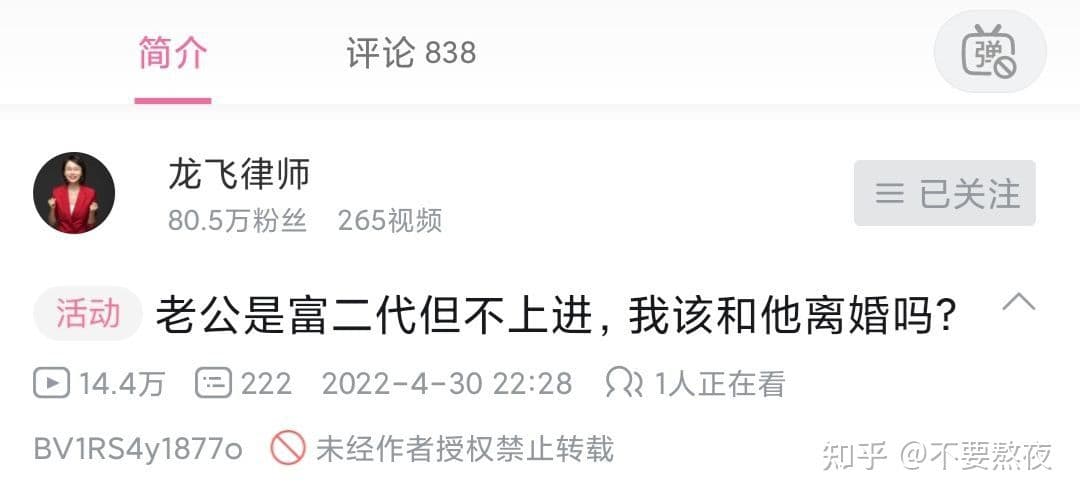 简介 评论 838 弹
龙飞律师
80.5万粉丝 265视频
已关注
活动 老公是富二代但不上进，我该和他离婚吗？
14.4万 222 2022-4-30 22:28 1人正在看
BV1RS4y1877o 未经作者授权禁止转载
知乎 @不要熬夜